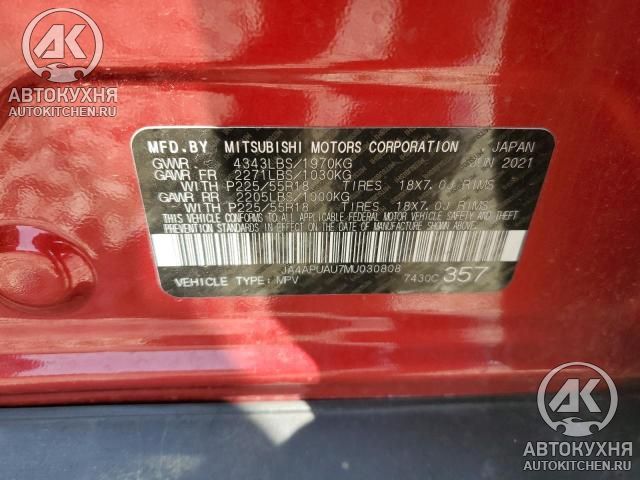 AK
АВТОКУХНЯ
AUTOKITCHEN.RU
MFD.BY MITSUBISHI MOTORS CORPORATION JAPAN
GVWR 4343LBS/1970KG JUN 2021
GAWR FR 2271LBS/1030KG
WITH P225/55R18 TIRES 18X7.0J RIMS
GAWR RR 2205LBS/1000KG
WITH P225/55R18 TIRES 18X7.0J RIMS
THIS VEHICLE CONFORMS TO ALL APPLICABLE FEDERAL MOTOR VEHICLE SAFETY AND THEFT
PREVENTION STANDARDS IN EFFECT ON THE DATE OF MANUFACTURE SHOWN ABOVE.
JA4APUAU7MU030808
VEHICLE TYPE: MPV 7430C 357
AK
АВТОКУХНЯ
AUTOKITCHEN.RU